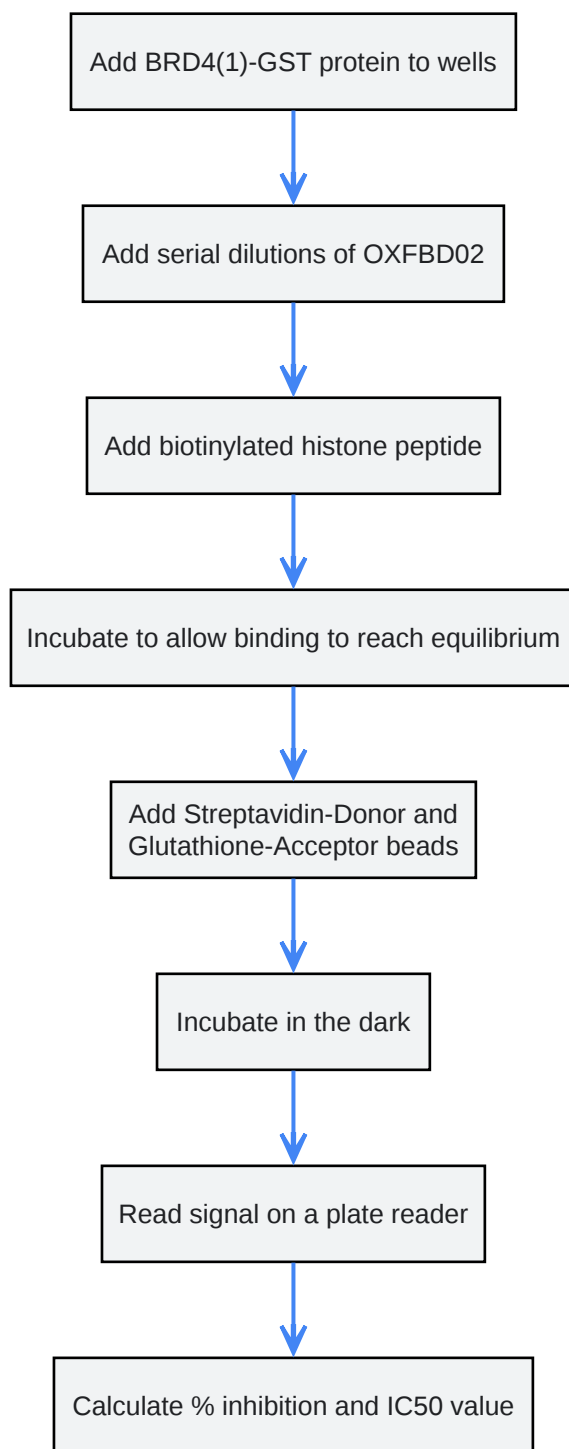 Add BRD4(1)-GST protein to wells
Add serial dilutions of OXFBD02
Add biotinylated histone peptide
Incubate to allow binding to reach equilibrium
Add Streptavidin-Donor and
Glutathione-Acceptor beads
Incubate in the dark
Read signal on a plate reader
Calculate % inhibition and IC50 value